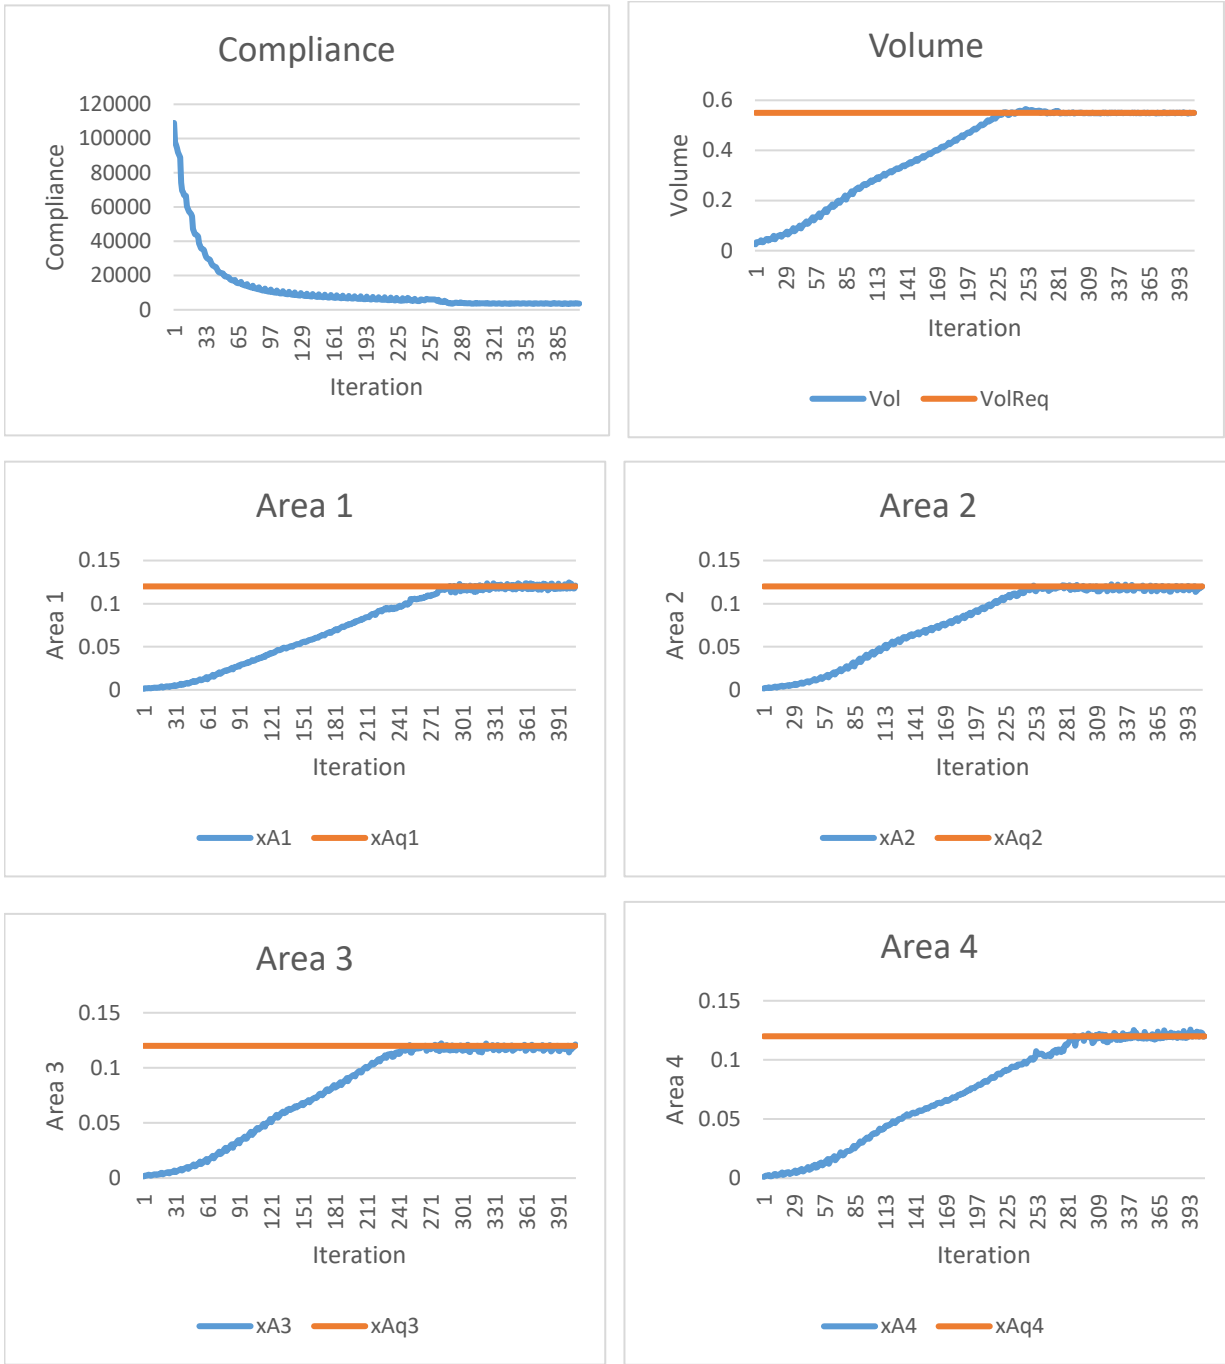 Compliance
120000
100000
80000
60000
40000
20000
0
Compliance
1 33 65 97 129 161 193 225 257 289 321 353 385
Iteration
Volume
0.6
0.4
0.2
0
Volume
1 29 57 85 113 141 169 197 225 253 281 309 337 365 393
Iteration
Vol VolReq
Area 1
0.15
0.1
0.05
0
Area 1
1 31 61 91 121 151 181 211 241 271 301 331 361 391
Iteration
xA1 xAq1
Area 2
0.15
0.1
0.05
0
Area 2
1 29 57 85 113 141 169 197 225 253 281 309 337 365 393
Iteration
xA2 xAq2
Area 3
0.15
0.1
0.05
0
Area 3
1 31 61 91 121 151 181 211 241 271 301 331 361 391
Iteration
xA3 xAq3
Area 4
0.15
0.1
0.05
0
Area 4
1 29 57 85 113 141 169 197 225 253 281 309 337 365 393
Iteration
xA4 xAq4